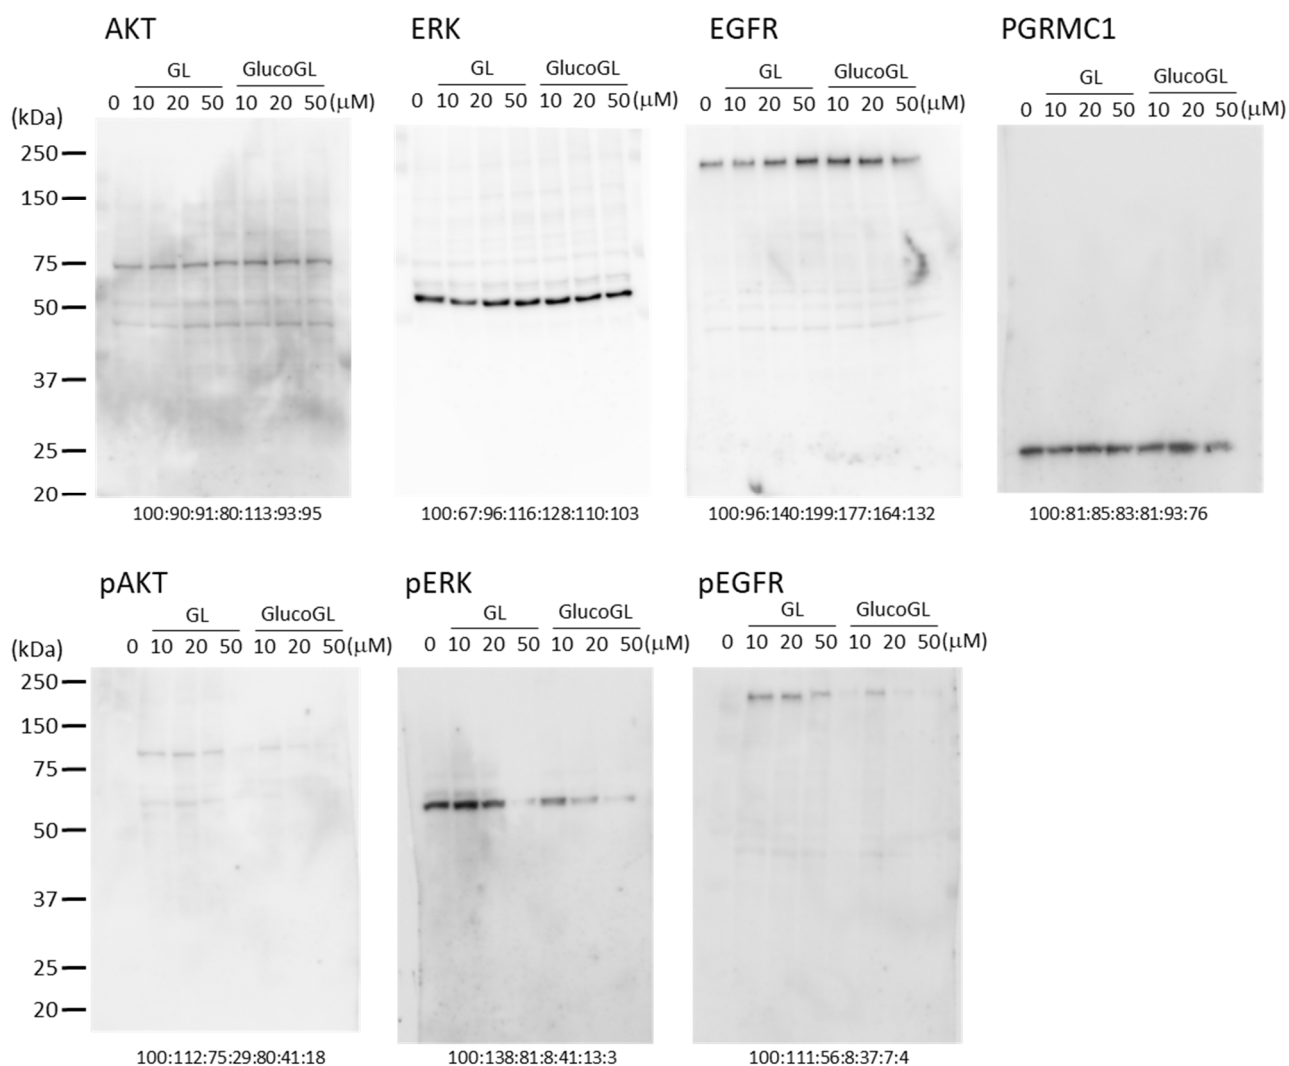 AKT ERK EGFR PGRMC1
GL GlucoGL GL GlucoGL GL GlucoGL GL GlucoGL
0 10 20 50 10 20 50(μM) 0 10 20 50 10 20 50(μM) 0 10 20 50 10 20 50(μM) 0 10 20 50 10 20 50(μM)
(kDa)
250
150
75
50
37
25
20
100:90:91:80:113:93:95 100:67:96:116:128:110:103 100:96:140:199:177:164:132 100:81:85:83:81:93:76
pAKT pERK pEGFR
GL GlucoGL GL GlucoGL GL GlucoGL
0 10 20 50 10 20 50(μM) 0 10 20 50 10 20 50(μM) 0 10 20 50 10 20 50(μM)
(kDa)
250
150
75
50
37
25
20
100:112:75:29:80:41:18 100:138:81:8:41:13:3 100:111:56:8:37:7:4